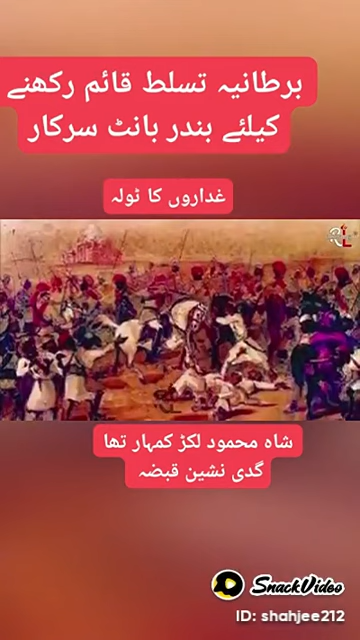 برطانیہ تسلط قائم رکھنے
کیلئے بندر بانٹ سرکار
غداروں کا ٹولہ
شاہ محمود لکڑ کمہار تھا
گدی نشین قبضہ
SnackVideo
ID: shahjee212